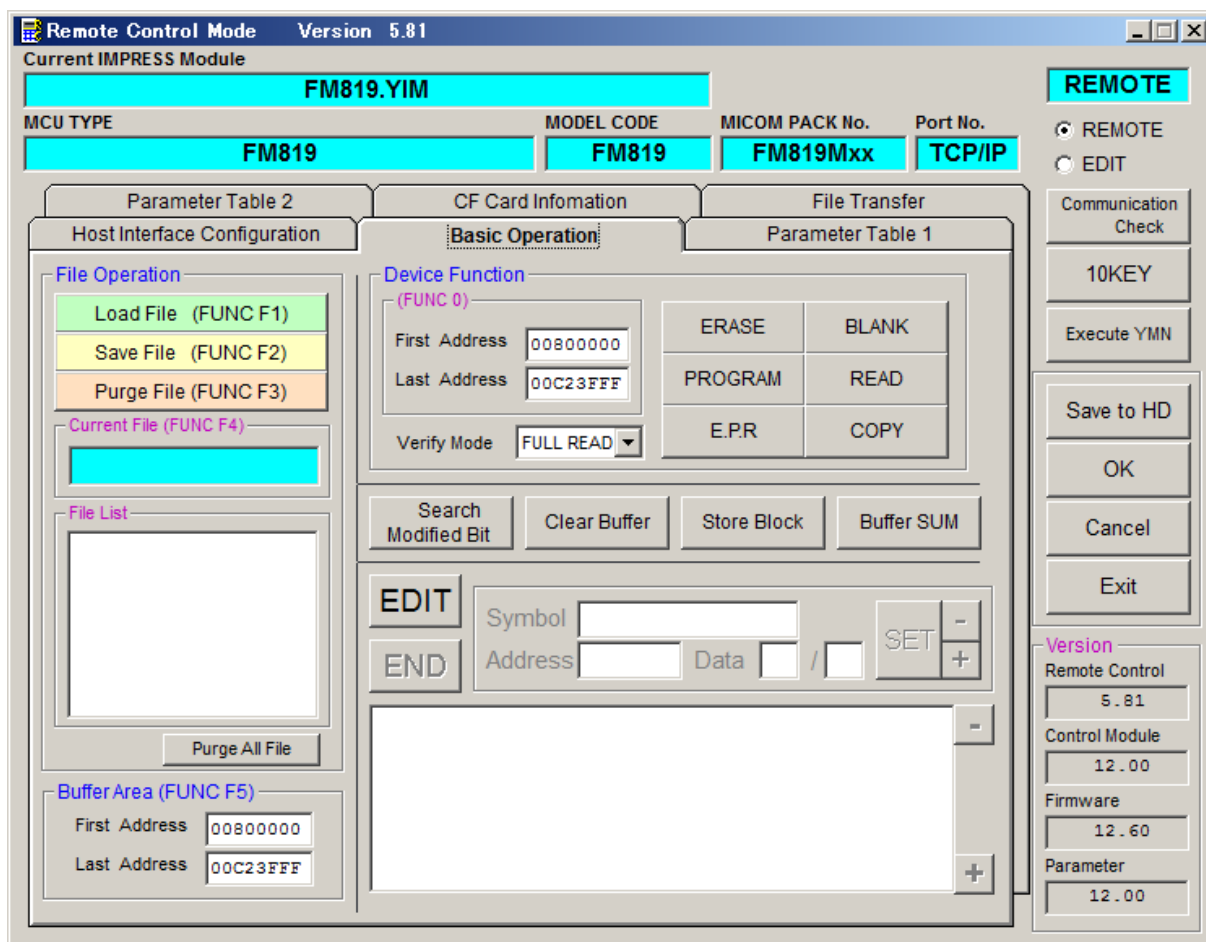 Remote Control Mode Version 5.81
Current IMPRESS Module
FM819.YIM
REMOTE
MCU TYPE MODEL CODE MICOM PACK No. Port No.
FM819 FM819 FM819Mxx TCP/IP
REMOTE
EDIT
Parameter Table 2 CF Card Infomation File Transfer
Host Interface Configuration Basic Operation Parameter Table 1
Communication
Check
10KEY
Execute YMN
Save to HD
OK
Cancel
Exit
File Operation
Load File (FUNC F1)
Save File (FUNC F2)
Purge File (FUNC F3)
Current File (FUNC F4)
File List
Purge All File
Buffer Area (FUNC F5)
First Address 00800000
Last Address 00C23FFF
Device Function
(FUNC 0)
First Address 00800000
Last Address 00C23FFF
Verify Mode FULL READ
ERASE BLANK
PROGRAM READ
E.P.R COPY
Search
Modified Bit
Clear Buffer
Store Block
Buffer SUM
EDIT
END
Symbol
Address Data /
SET
-
+
-
+
Version
Remote Control
5.81
Control Module
12.00
Firmware
12.60
Parameter
12.00